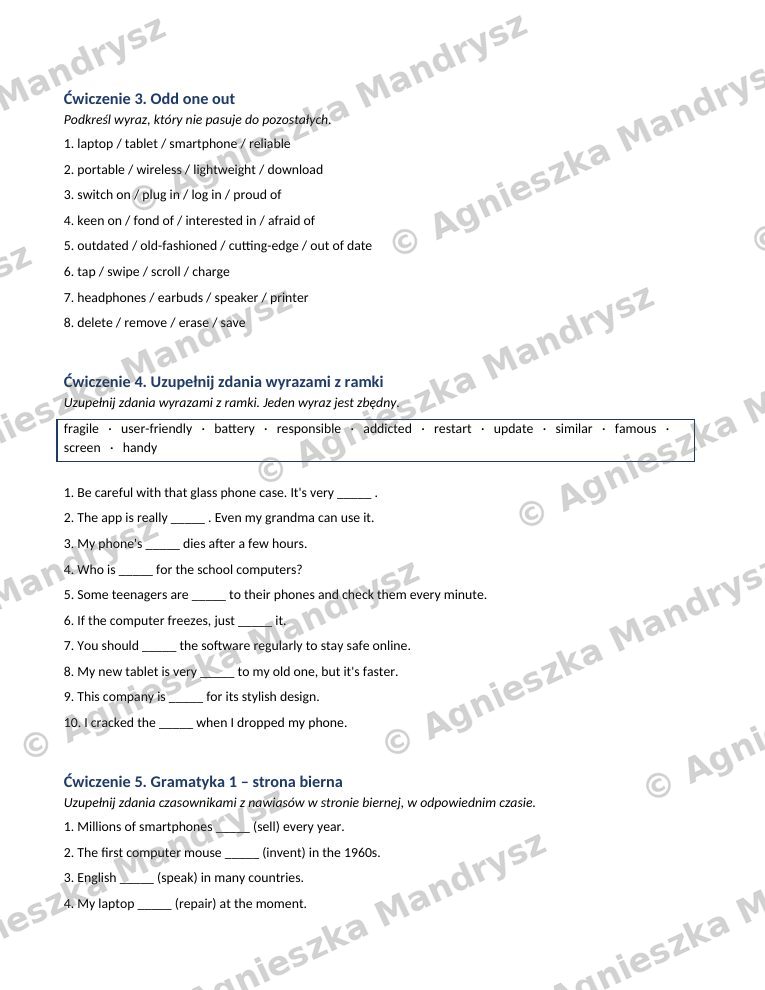 Ćwiczenie 3. Odd one out
Podkreśl wyraz, który nie pasuje do pozostałych.
1. laptop / tablet / smartphone / reliable
2. portable / wireless / lightweight / download
3. switch on / plug in / log in / proud of
4. keen on / fond of / interested in / afraid of
5. outdated / old-fashioned / cutting-edge / out of date
6. tap / swipe / scroll / charge
7. headphones / earbuds / speaker / printer
8. delete / remove / erase / save
Ćwiczenie 4. Uzupełnij zdania wyrazami z ramki
Uzupełnij zdania wyrazami z ramki. Jeden wyraz jest zbędny.
fragile · user-friendly · battery · responsible · addicted · restart · update · similar · famous ·
screen · handy
1. Be careful with that glass phone case. It's very _____ .
2. The app is really _____ . Even my grandma can use it.
3. My phone's _____ dies after a few hours.
4. Who is _____ for the school computers?
5. Some teenagers are _____ to their phones and check them every minute.
6. If the computer freezes, just _____ it.
7. You should _____ the software regularly to stay safe online.
8. My new tablet is very _____ to my old one, but it's faster.
9. This company is _____ for its stylish design.
10. I cracked the _____ when I dropped my phone.
Ćwiczenie 5. Gramatyka 1 – strona bierna
Uzupełnij zdania czasownikami z nawiasów w stronie biernej, w odpowiednim czasie.
1. Millions of smartphones _____ (sell) every year.
2. The first computer mouse _____ (invent) in the 1960s.
3. English _____ (speak) in many countries.
4. My laptop _____ (repair) at the moment.
© Agnieszka Mandrysz